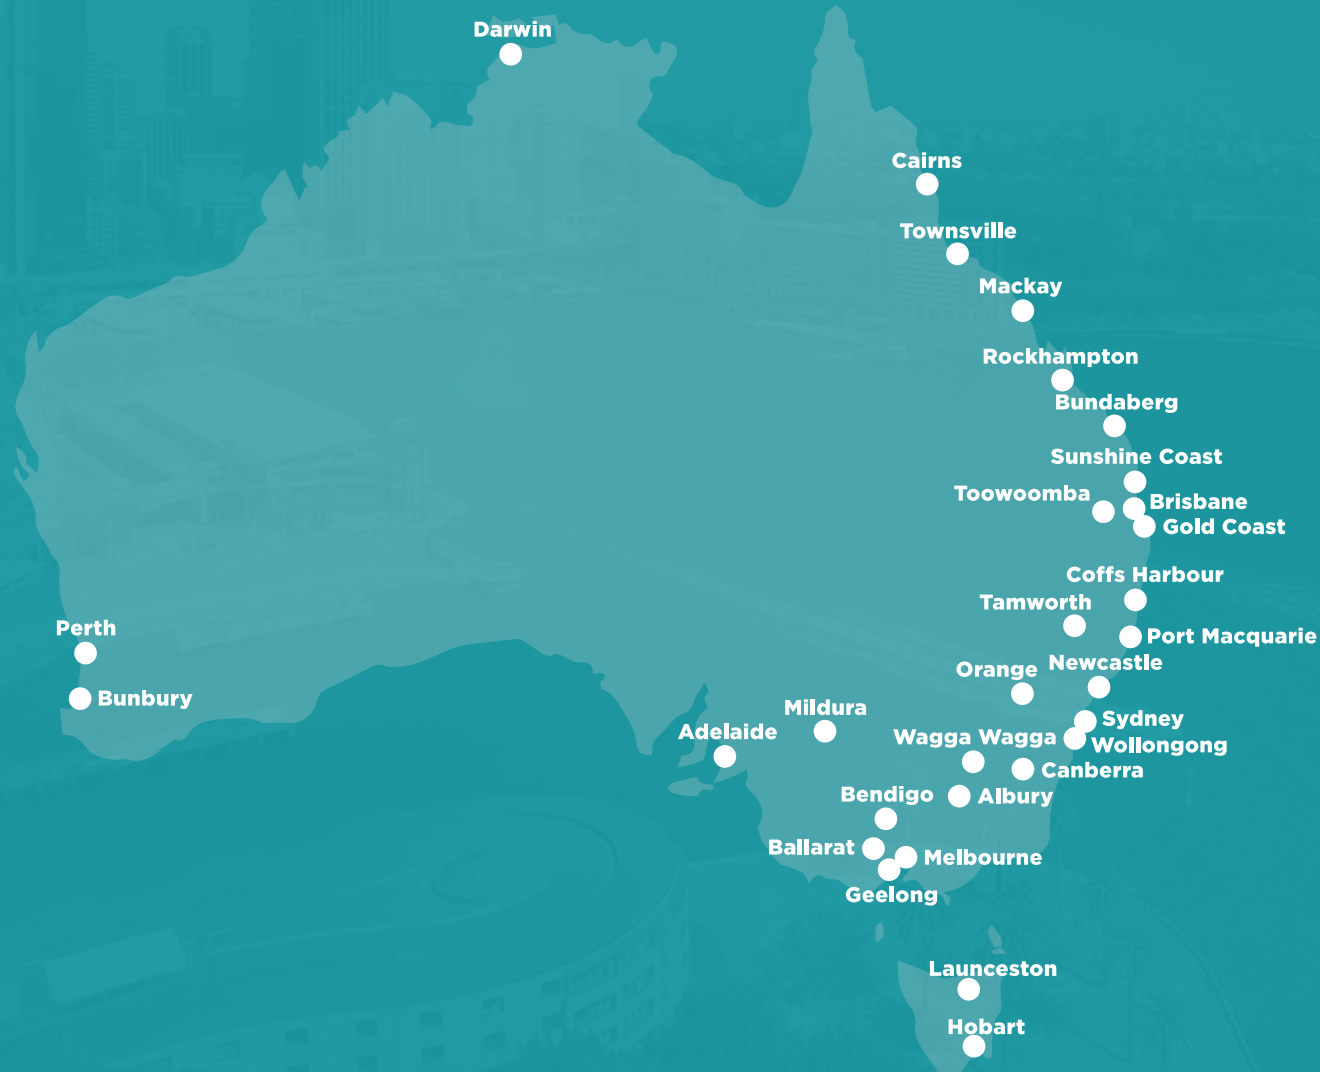 Darwin
Cairns
Townsville
Mackay
Rockhampton
Bundaberg
Sunshine Coast
Toowoomba
Brisbane
Gold Coast
Coffs Harbour
Tamworth
Perth
Port Macquarie
Newcastle
Orange
Bunbury
Mildura
Sydney
Adelaide
Wagga Wagga
Wollongong
Canberra
Bendigo
Albury
Ballarat
Melbourne
Geelong
Launceston
Hobart